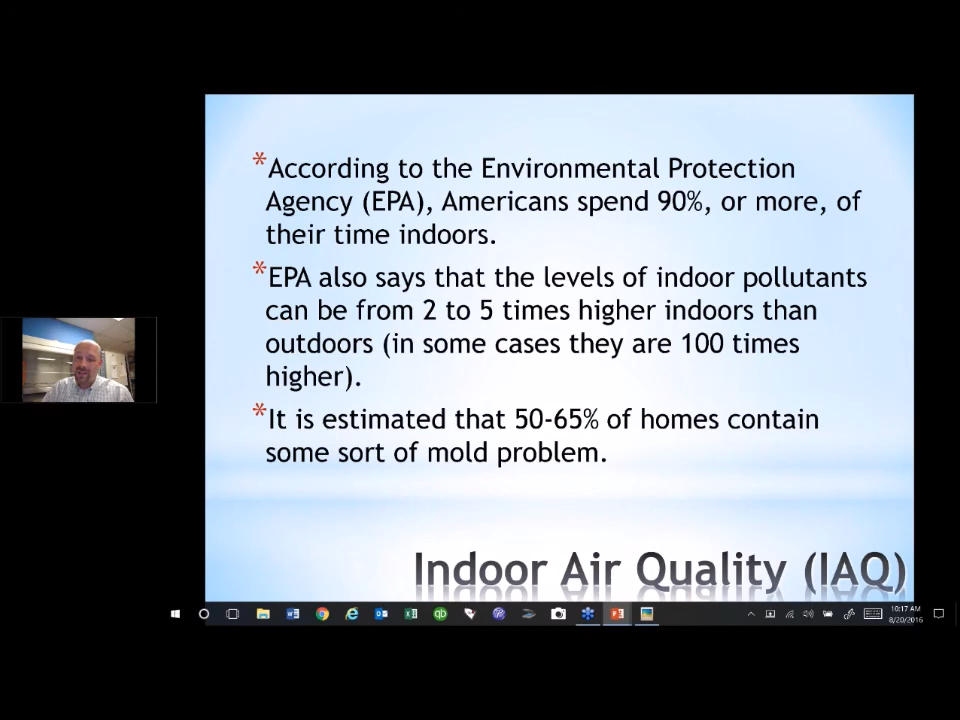 *According to the Environmental Protection
Agency (EPA), Americans spend 90%, or more, of
their time indoors.
*EPA also says that the levels of indoor pollutants
can be from 2 to 5 times higher indoors than
outdoors (in some cases they are 100 times
higher).
*It is estimated that 50-65% of homes contain
some sort of mold problem.
Indoor Air Quality (IAQ)
10:17 AM
8/20/2016